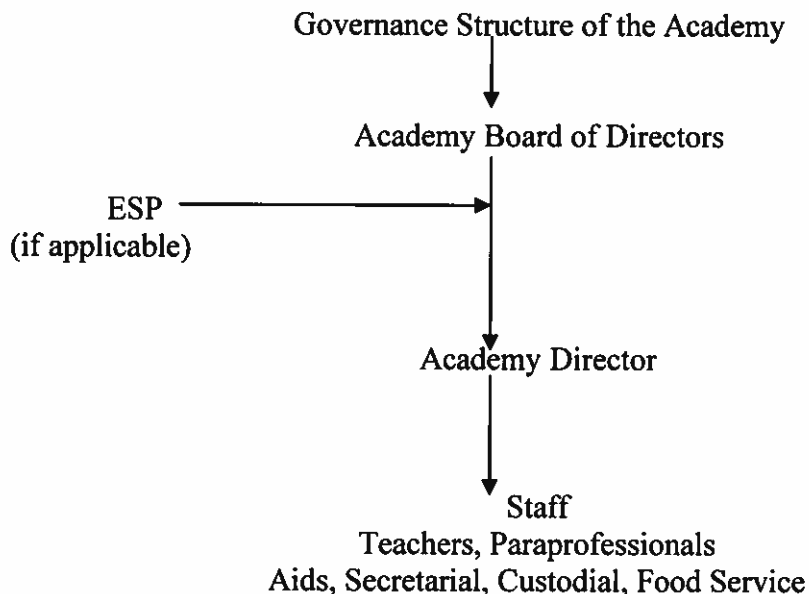 Governance Structure of the Academy
Academy Board of Directors
ESP
(if applicable)
Academy Director
Staff
Teachers, Paraprofessionals
Aids, Secretarial, Custodial, Food Service